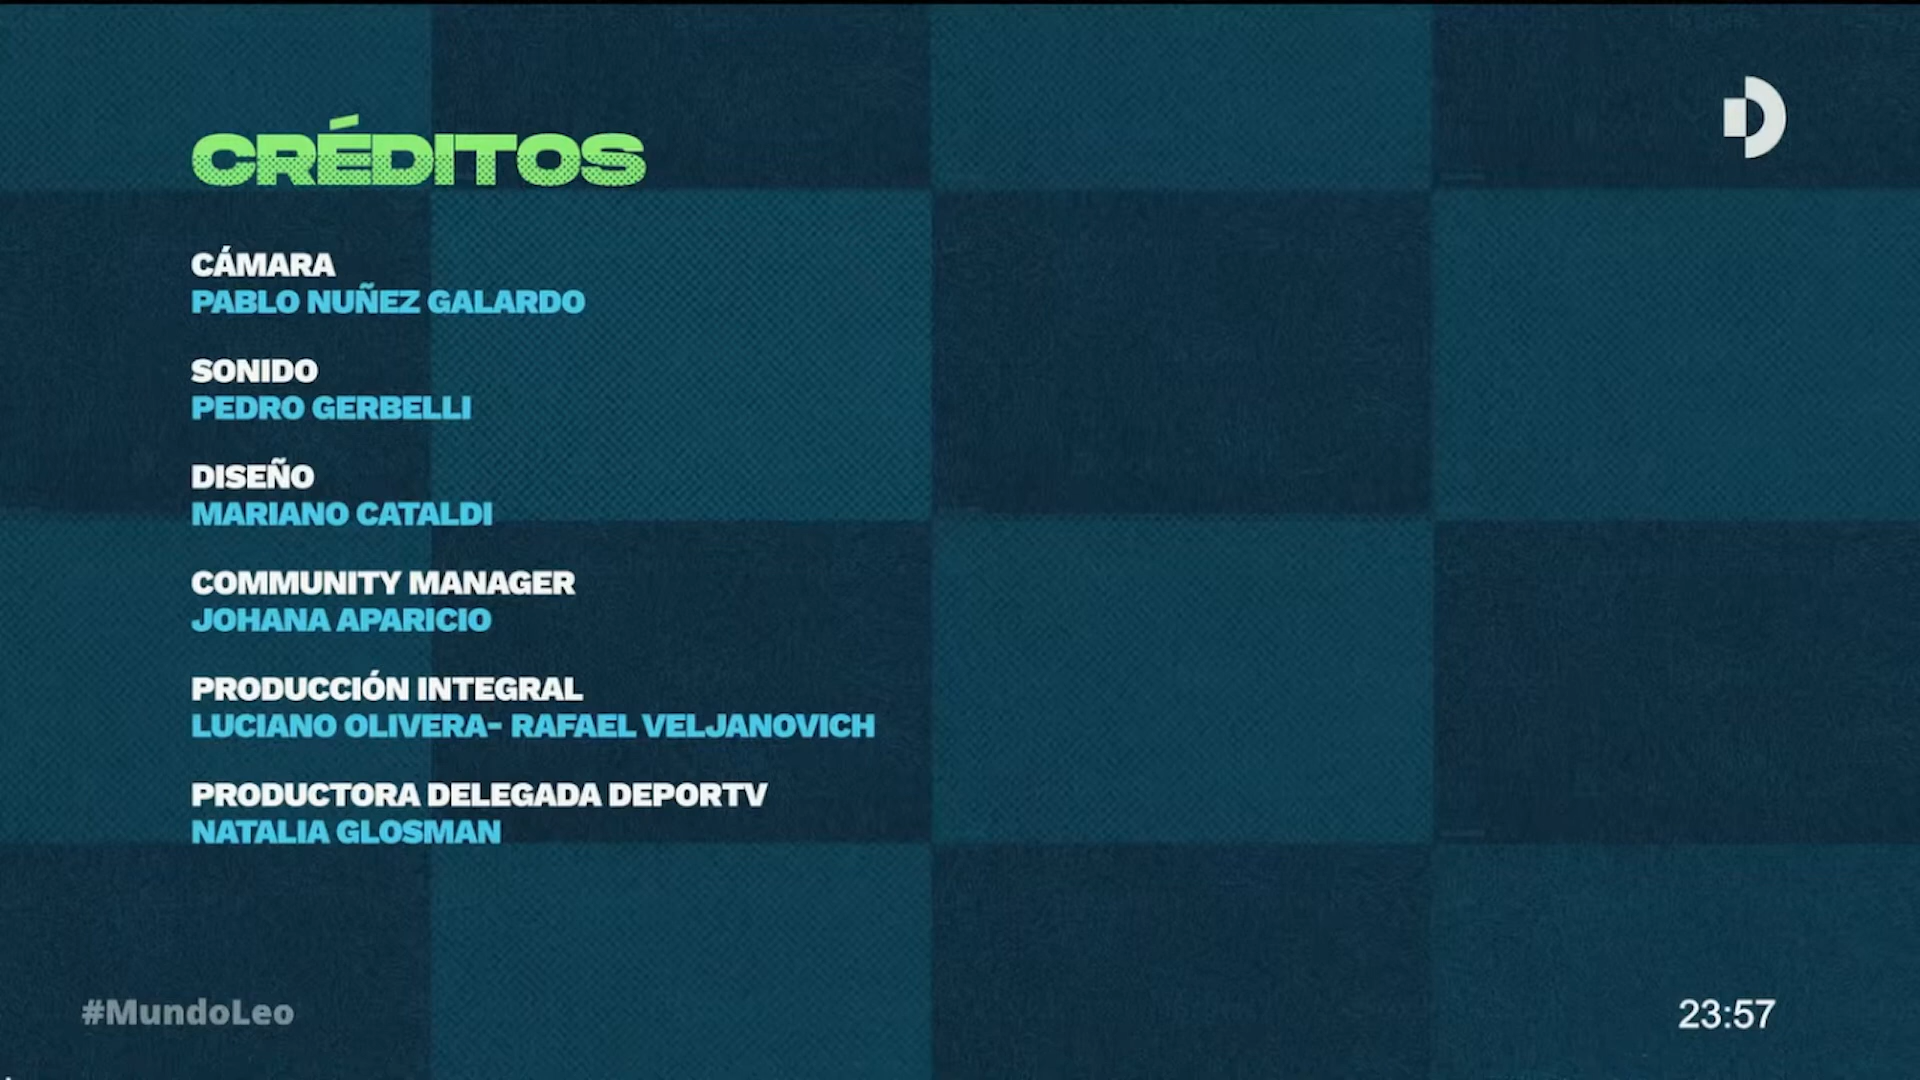 CRÉDITOS
CÁMARA
PABLO NUÑEZ GALARDO
SONIDO
PEDRO GERBELLI
DISEÑO
MARIANO CATALDI
COMMUNITY MANAGER
JOHANA APARICIO
PRODUCCIÓN INTEGRAL
LUCIANO OLIVERA- RAFAEL VELJANOVICH
PRODUCTORA DELEGADA DEPORTV
NATALIA GLOSMAN
#MundoLeo
23:57